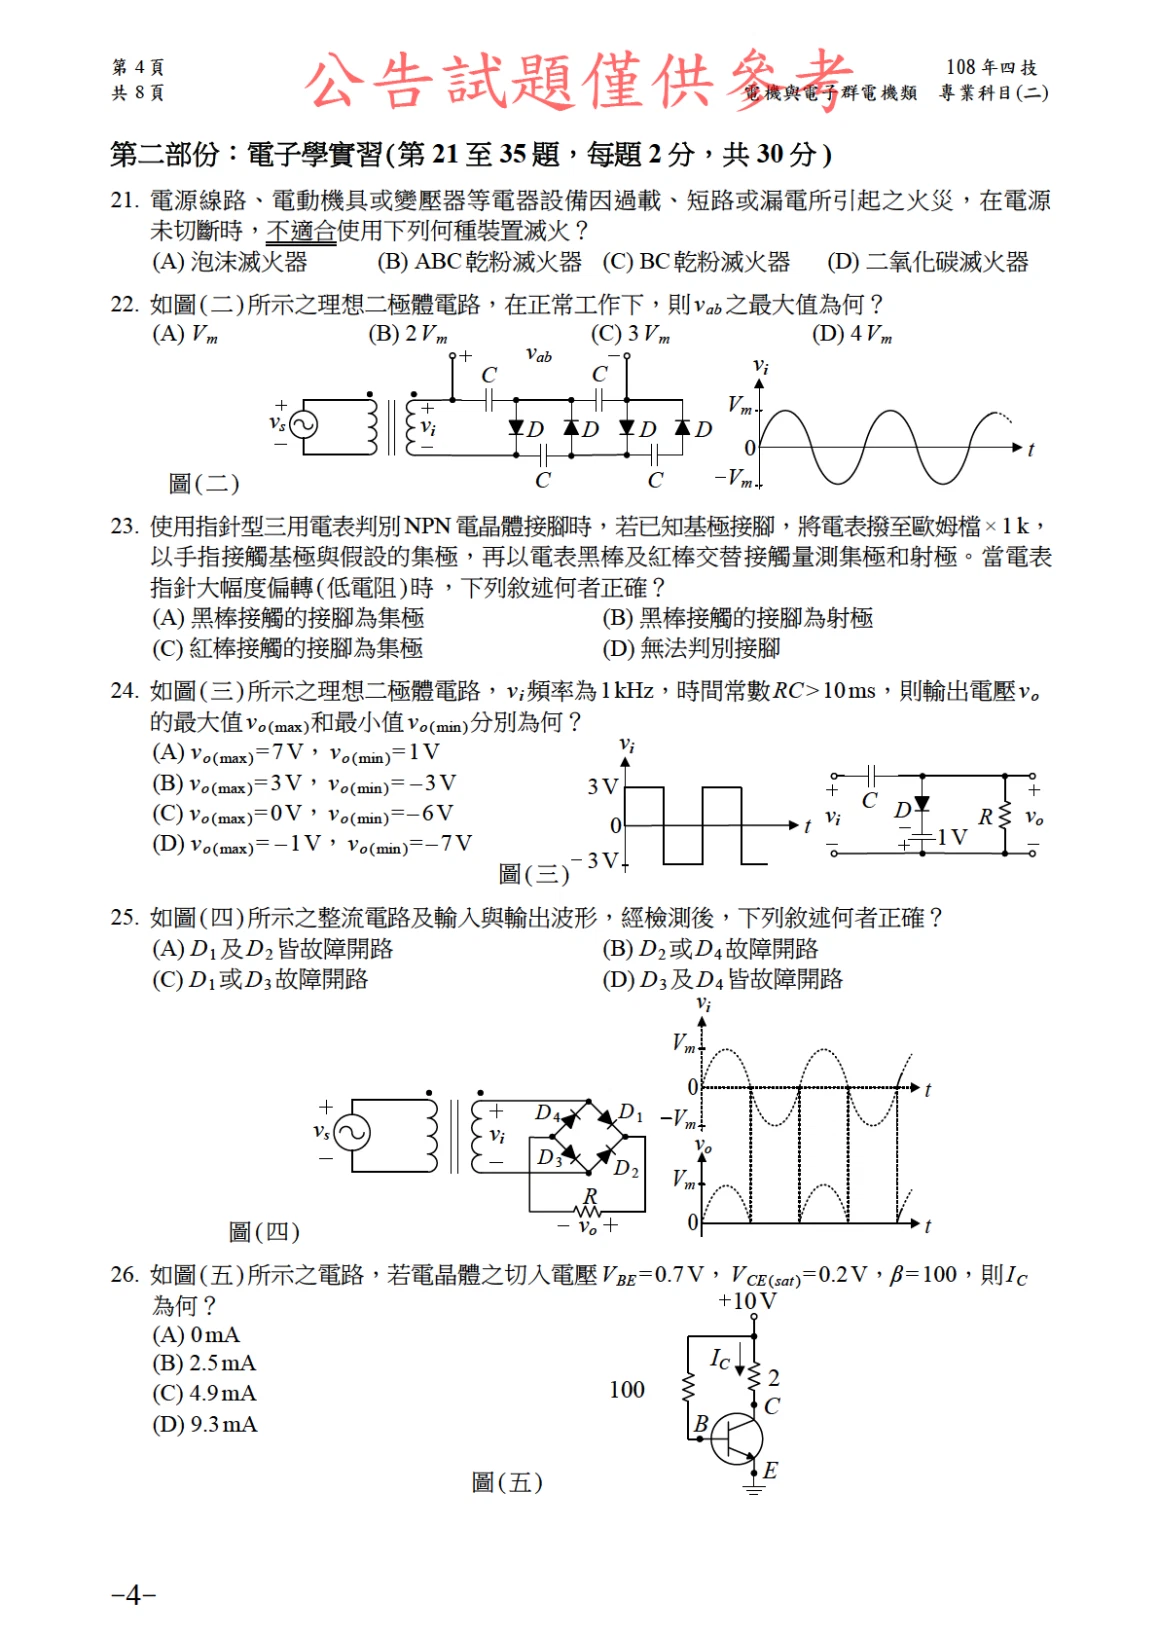 第 4 頁
共 8 頁
公告試題僅供參考
108 年四技
電機與電子群電機類 專業科目(二)
第二部份：電子學實習(第 21 至 35 題，每題 2 分，共 30 分)
21. 電源線路、電動機具或變壓器等電器設備因過載、短路或漏電所引起之火災，在電源
未切斷時，不適合使用下列何種裝置滅火？
(A) 泡沫滅火器 (B) ABC 乾粉滅火器 (C) BC 乾粉滅火器 (D) 二氧化碳滅火器
22. 如圖(二)所示之理想二極體電路，在正常工作下，則 vab 之最大值為何？
(A) Vm (B) 2 Vm (C) 3 Vm (D) 4 Vm
+ vab −
C C
vs + − + vi −
D D D D
C C
vi
Vm
0
−Vm
t
圖(二)
23. 使用指針型三用電表判別 NPN 電晶體接腳時，若已知基極接腳，將電表撥至歐姆檔 × 1 k，
以手指接觸基極與假設的集極，再以電表黑棒及紅棒交替接觸量測集極和射極。當電表
指針大幅度偏轉(低電阻)時，下列敘述何者正確？
(A) 黑棒接觸的接腳為集極 (B) 黑棒接觸的接腳為射極
(C) 紅棒接觸的接腳為集極 (D) 無法判別接腳
24. 如圖(三)所示之理想二極體電路，vi 頻率為 1 kHz，時間常數 RC > 10 ms，則輸出電壓 vo
的最大值 vo(max) 和最小值 vo(min) 分別為何？
(A) vo(max)= 7 V，vo(min)= 1 V
(B) vo(max)= 3 V，vo(min)= −3 V
(C) vo(max)= 0 V，vo(min)= −6 V
(D) vo(max)= −1 V，vo(min)= −7 V
vi
3 V
0
−3 V
t
+ vi −
C
D
− + 1 V
R
+ vo −
圖(三)
25. 如圖(四)所示之整流電路及輸入與輸出波形，經檢測後，下列敘述何者正確？
(A) D1 及 D2 皆故障開路 (B) D2 或 D4 故障開路
(C) D1 或 D3 故障開路 (D) D3 及 D4 皆故障開路
vi
Vm
0
−Vm
t
vo
Vm
0
t
+ vs −
+ vi −
D4 D1
D3 D2
R
− vo +
圖(四)
26. 如圖(五)所示之電路，若電晶體之切入電壓 VBE = 0.7 V，VCE(sat) = 0.2 V，β = 100，則 IC
為何？
(A) 0 mA
(B) 2.5 mA
(C) 4.9 mA
(D) 9.3 mA
+10 V
IC
100
2
C
B
E
圖(五)
−4−